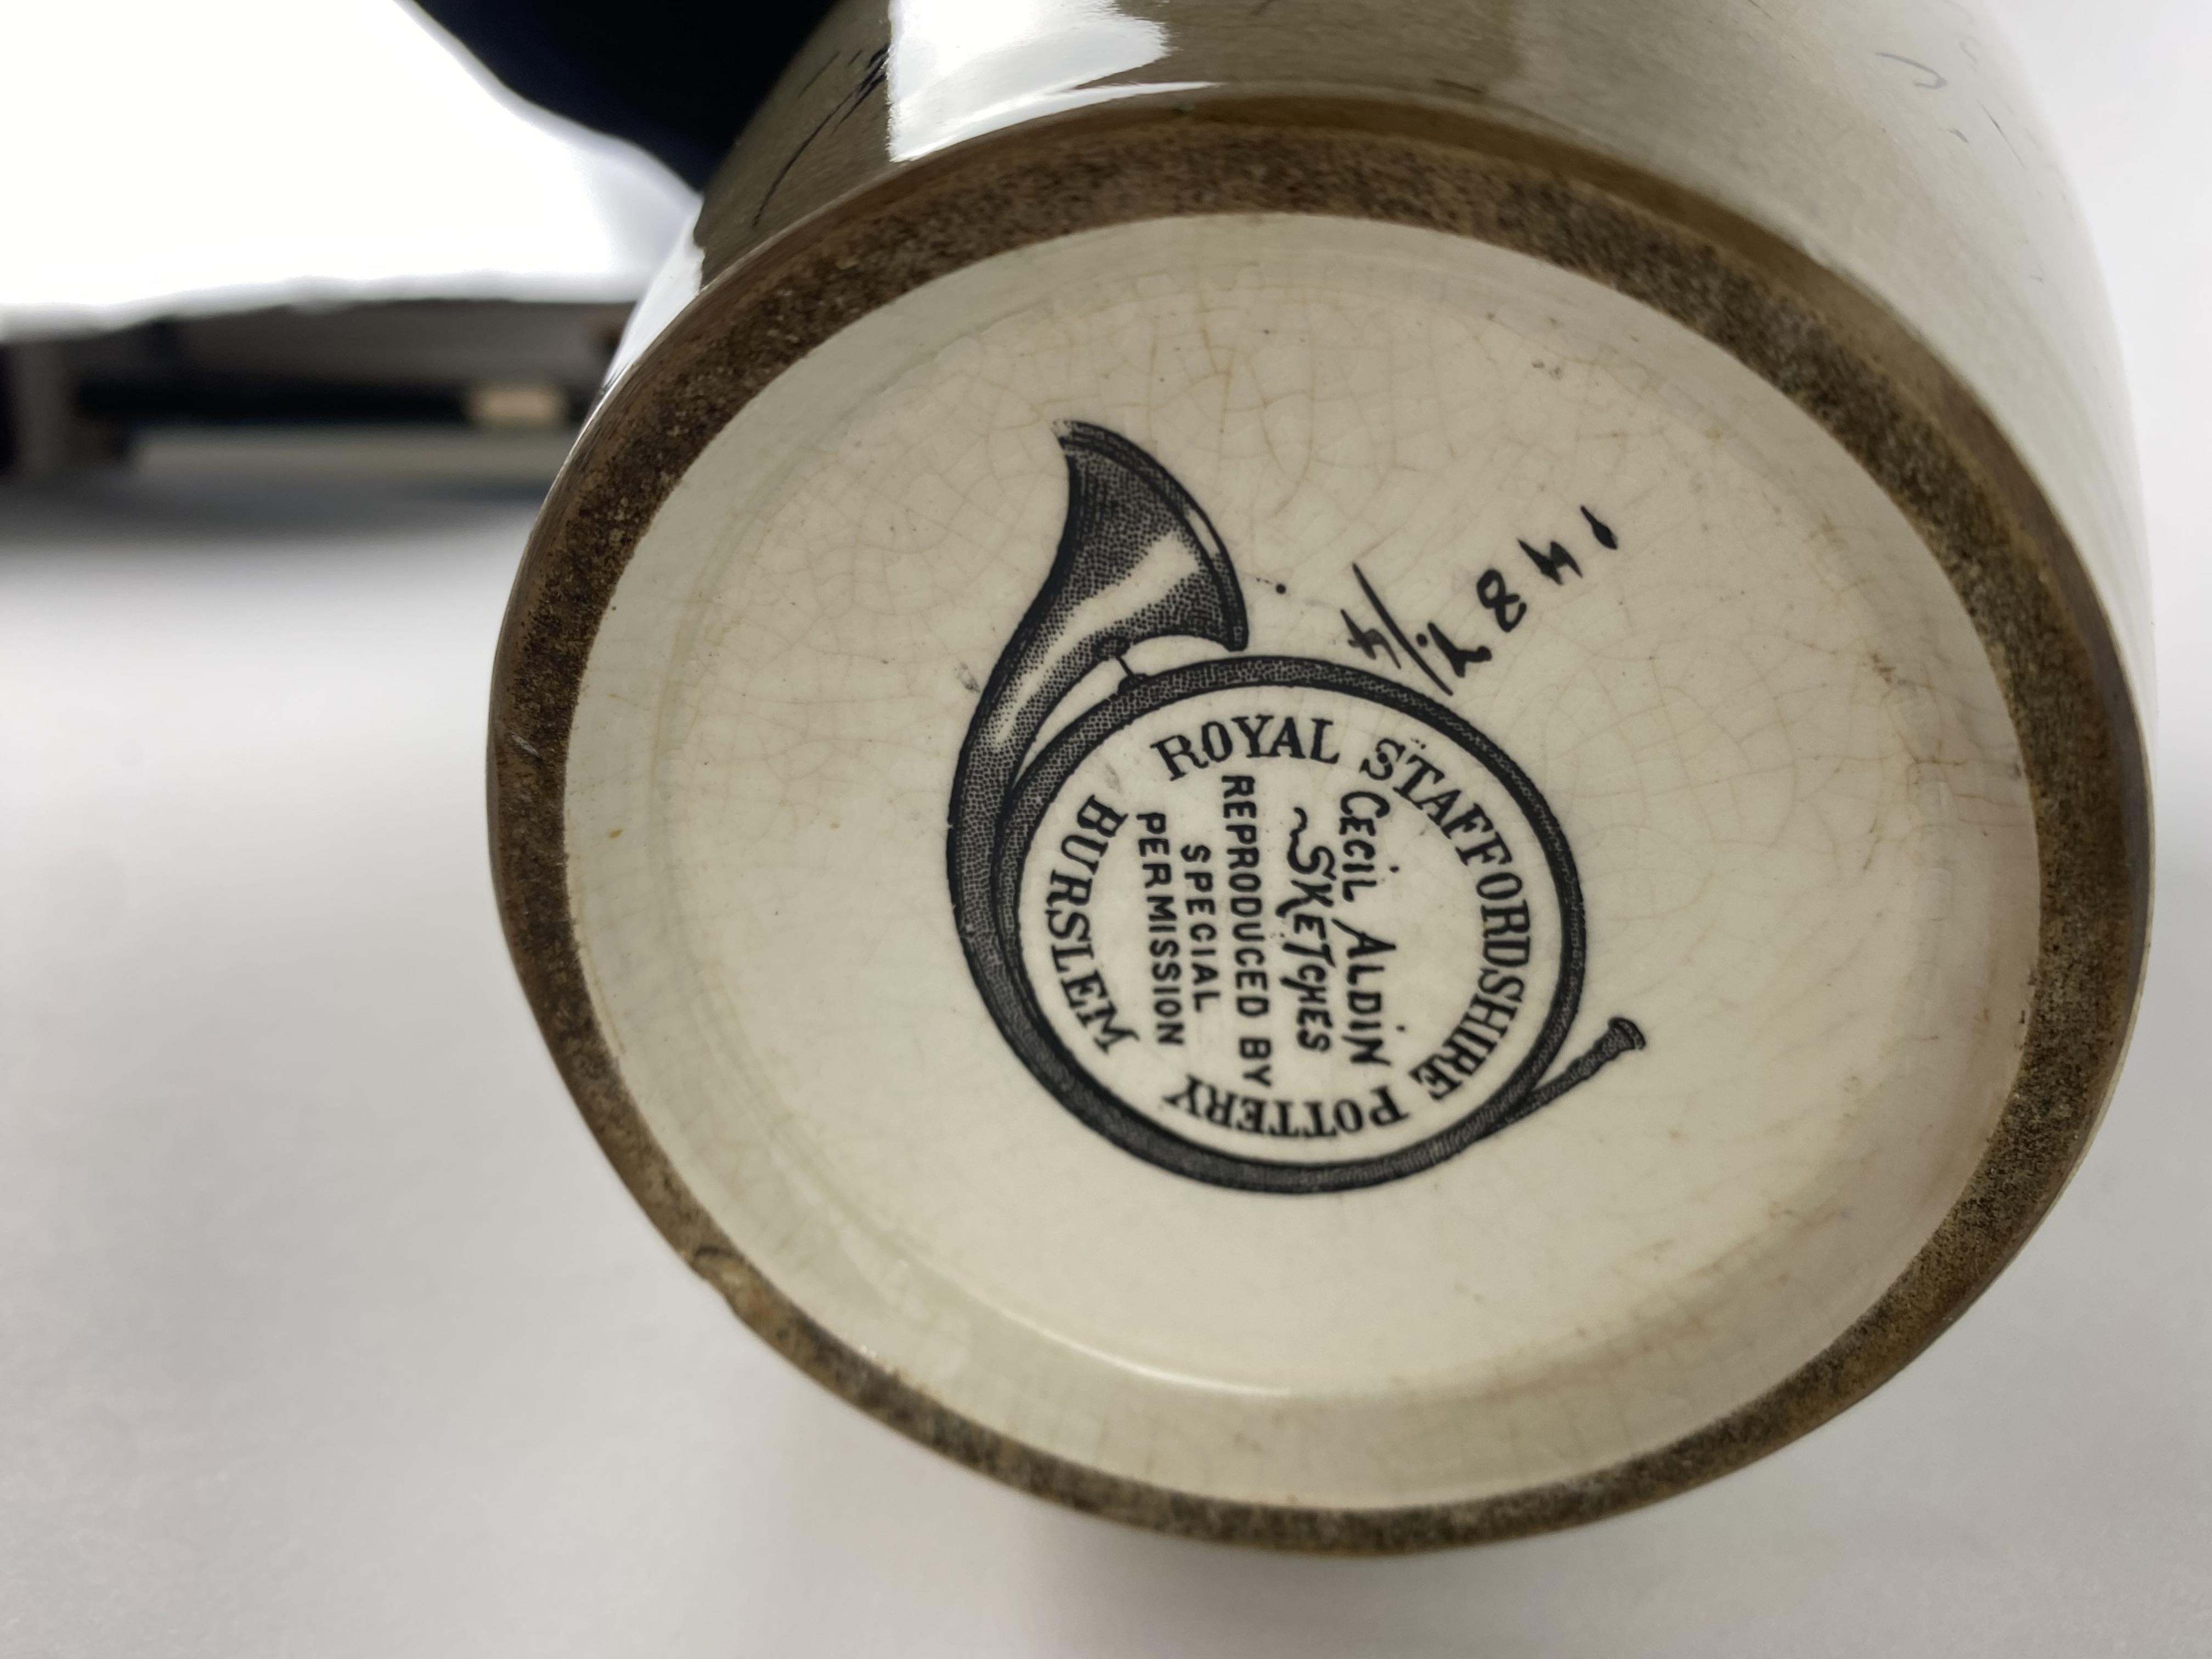 ROYAL STAFFORDSHIRE POTTERY
CECIL ALDIN
SKETCHES
REPRODUCED BY
SPECIAL
PERMISSION
BURSLEM